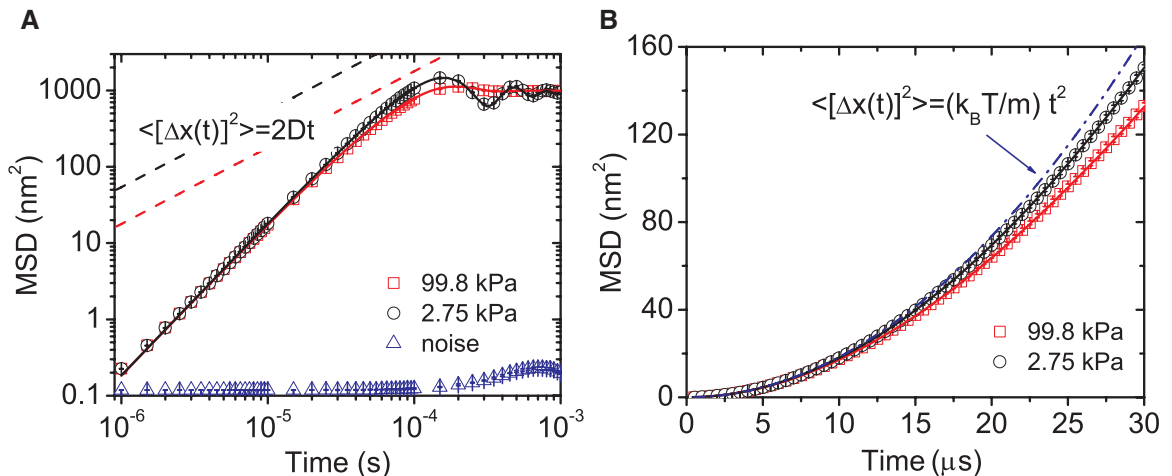 A
MSD (nm²)
1000
100
10
1
0.1
<[Δx(t)]²>=2Dt
99.8 kPa
2.75 kPa
noise
10⁻⁶
10⁻⁵
10⁻⁴
10⁻³
Time (s)
B
MSD (nm²)
160
120
80
40
0
<[Δx(t)]²>=(k_BT/m) t²
99.8 kPa
2.75 kPa
0
5
10
15
20
25
30
Time (μs)